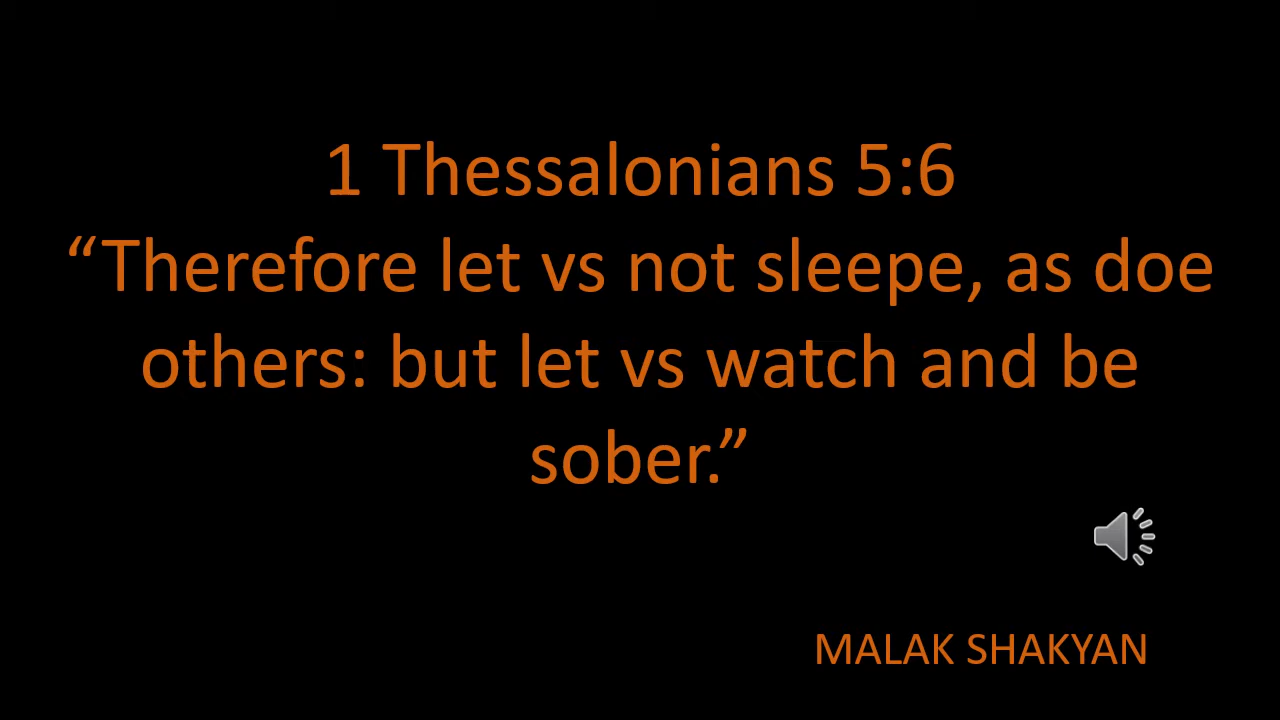 1 Thessalonians 5:6
“Therefore let vs not sleepe, as doe
others: but let vs watch and be
sober.”
MALAK SHAKYAN